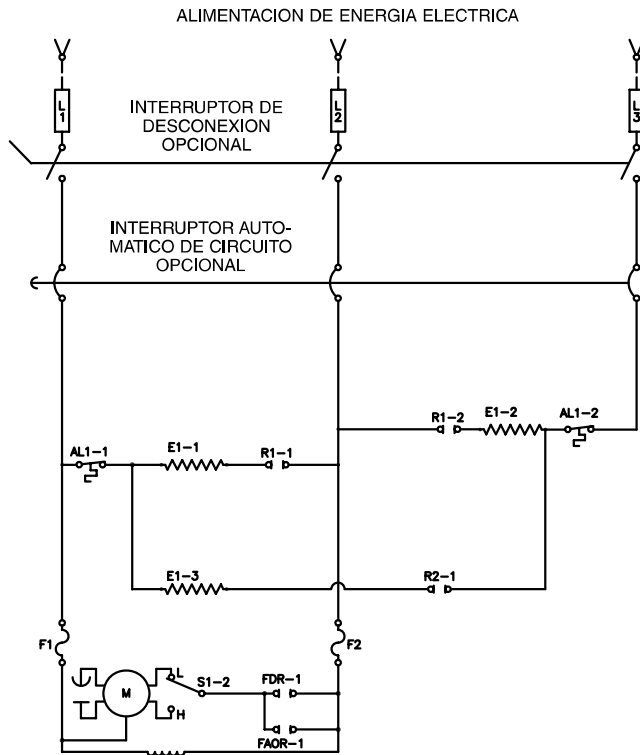 ALIMENTACION DE ENERGIA ELECTRICA
L1
L2
L3
INTERRUPTOR DE
DESCONEXION
OPCIONAL
INTERRUPTOR AUTO-
MATICO DE CIRCUITO
OPCIONAL
R1-2
E1-2
AL1-2
AL1-1
E1-1
R1-1
E1-3
R2-1
F1
F2
M
L
H
S1-2
FDR-1
FAOR-1